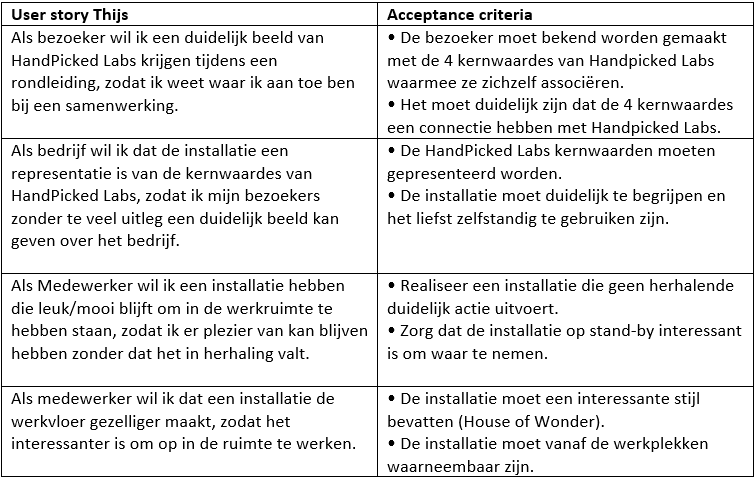 User story Thijs
Acceptance criteria
Als bezoeker wil ik een duidelijk beeld van
HandPicked Labs krijgen tijdens een
rondleiding, zodat ik weet waar ik aan toe ben
bij een samenwerking.
• De bezoeker moet bekend worden gemaakt
met de 4 kernwaardes van Handpicked Labs
waarmee ze zichzelf associëren.
• Het moet duidelijk zijn dat de 4 kernwaardes
een connectie hebben met Handpicked Labs.
Als bedrijf wil ik dat de installatie een
representatie is van de kernwaardes van
HandPicked Labs, zodat ik mijn bezoekers
zonder te veel uitleg een duidelijk beeld kan
geven over het bedrijf.
• De HandPicked Labs kernwaarden moeten
gepresenteerd worden.
• De installatie moet duidelijk te begrijpen en
het liefst zelfstandig te gebruiken zijn.
Als Medewerker wil ik een installatie hebben
die leuk/mooi blijft om in de werkruimte te
hebben staan, zodat ik er plezier van kan blijven
hebben zonder dat het in herhaling valt.
• Realiseer een installatie die geen herhalende
duidelijk actie uitvoert.
• Zorg dat de installatie op stand-by interessant
is om waar te nemen.
Als medewerker wil ik dat een installatie de
werkvloer gezelliger maakt, zodat het
interessanter is om op in de ruimte te werken.
• De installatie moet een interessante stijl
bevatten (House of Wonder).
• De installatie moet vanaf de werkplekken
waarneembaar zijn.